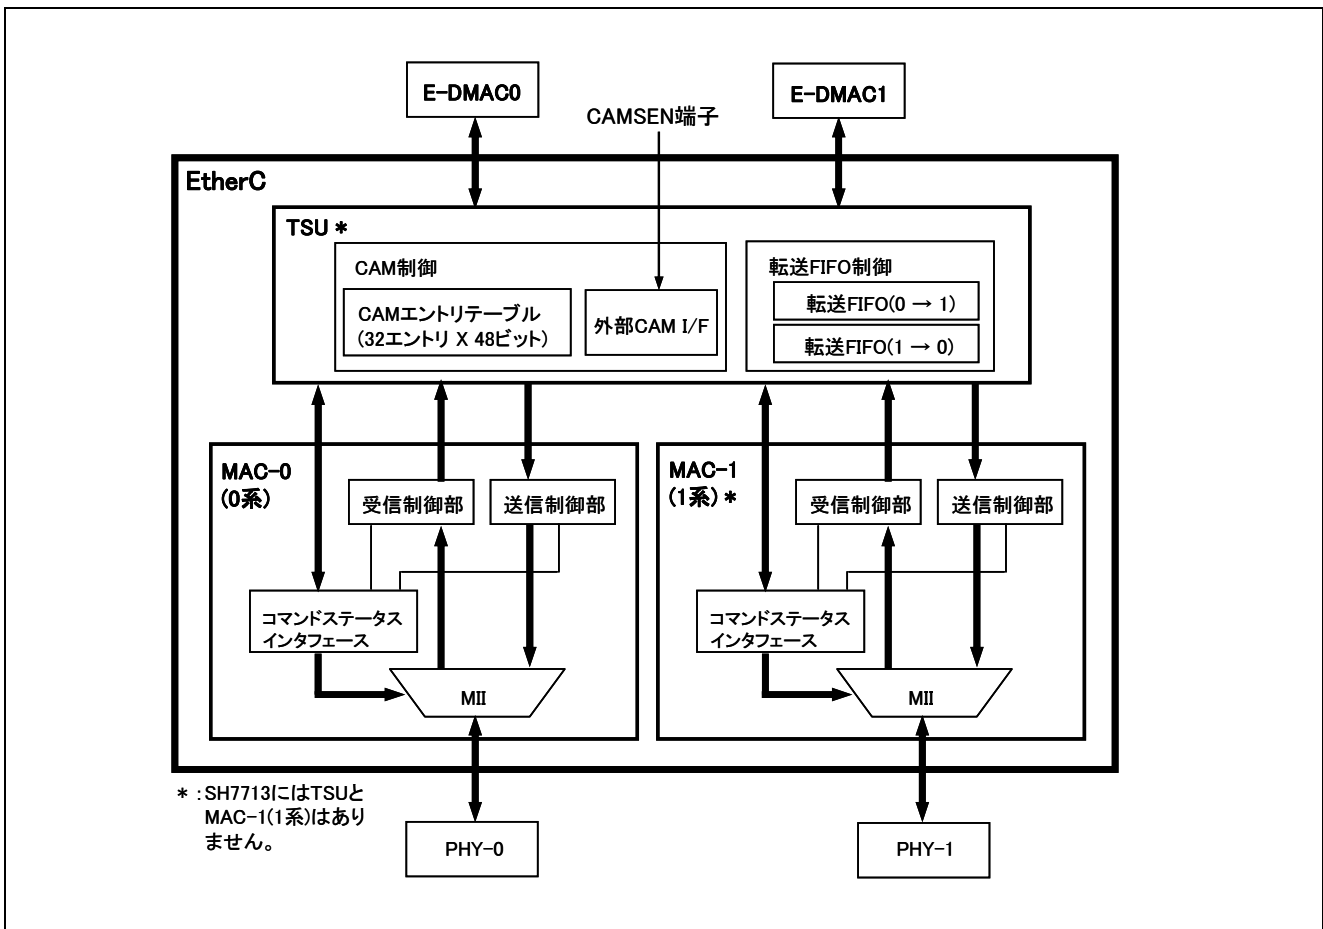 E-DMAC0
E-DMAC1
CAMSEN端子
EtherC
TSU *
CAM制御
CAMエントリテーブル
(32エントリ X 48ビット)
外部CAM I/F
転送FIFO制御
転送FIFO(0 → 1)
転送FIFO(1 → 0)
MAC-0
(0系)
受信制御部
送信制御部
コマンドステータス
インタフェース
MII
MAC-1
(1系) *
受信制御部
送信制御部
コマンドステータス
インタフェース
MII
* :SH7713にはTSUと
MAC-1(1系)はあり
ません。
PHY-0
PHY-1